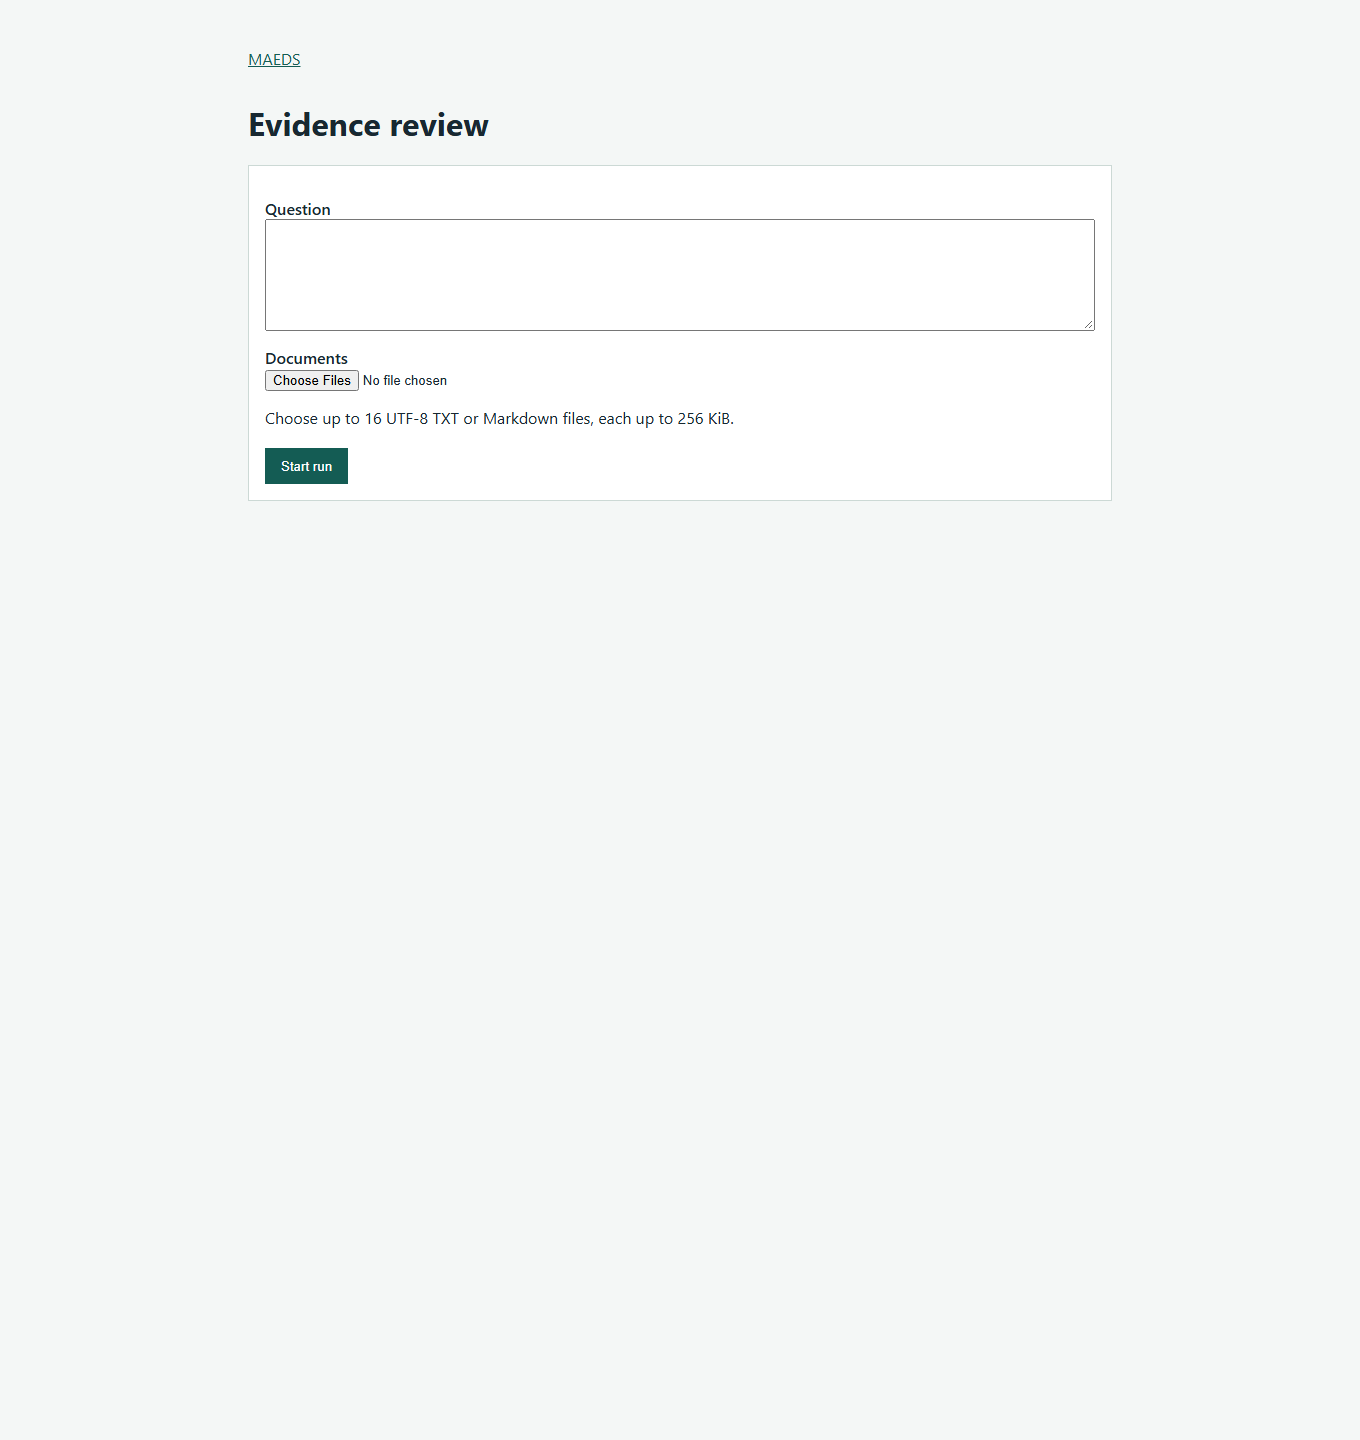 MAEDS
Evidence review
Question
Documents
Choose Files No file chosen
Choose up to 16 UTF-8 TXT or Markdown files, each up to 256 KiB.
Start run